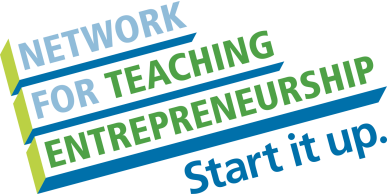 NETWORK
FOR TEACHING
ENTREPRENEURSHIP
Start it up.